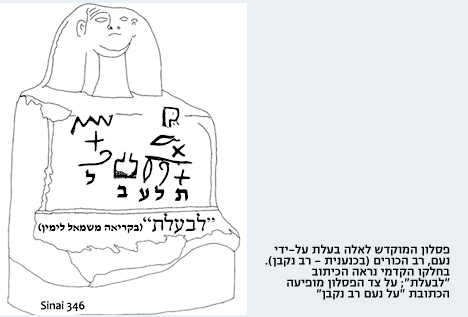 ת ל ע ב ל
"לבעלת" (בקריאה משמאל לימין)
Sinai 346
פסלון המוקדש לאלה בעלת על-ידי
נעם, רב הכורים (בכנענית – רב נקבן).
בחלקו הקדמי נראה הכיתוב
"לבעלת"; על צד הפסלון מופיעה
הכתובת "על נעם רב נקבן"